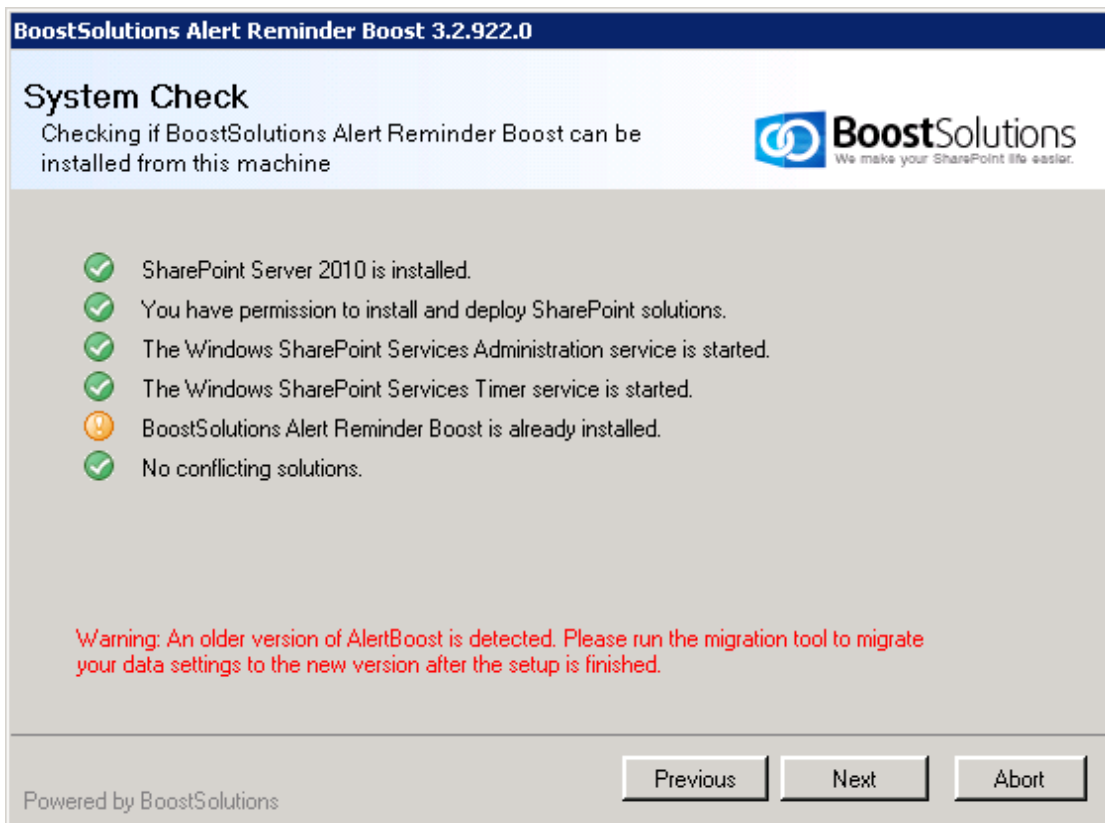 BoostSolutions Alert Reminder Boost 3.2.922.0
System Check
Checking if BoostSolutions Alert Reminder Boost can be
installed from this machine
BoostSolutions
We make your SharePoint life easier.
SharePoint Server 2010 is installed.
You have permission to install and deploy SharePoint solutions.
The Windows SharePoint Services Administration service is started.
The Windows SharePoint Services Timer service is started.
BoostSolutions Alert Reminder Boost is already installed.
No conflicting solutions.
Warning: An older version of AlertBoost is detected. Please run the migration tool to migrate
your data settings to the new version after the setup is finished.
Previous Next Abort
Powered by BoostSolutions